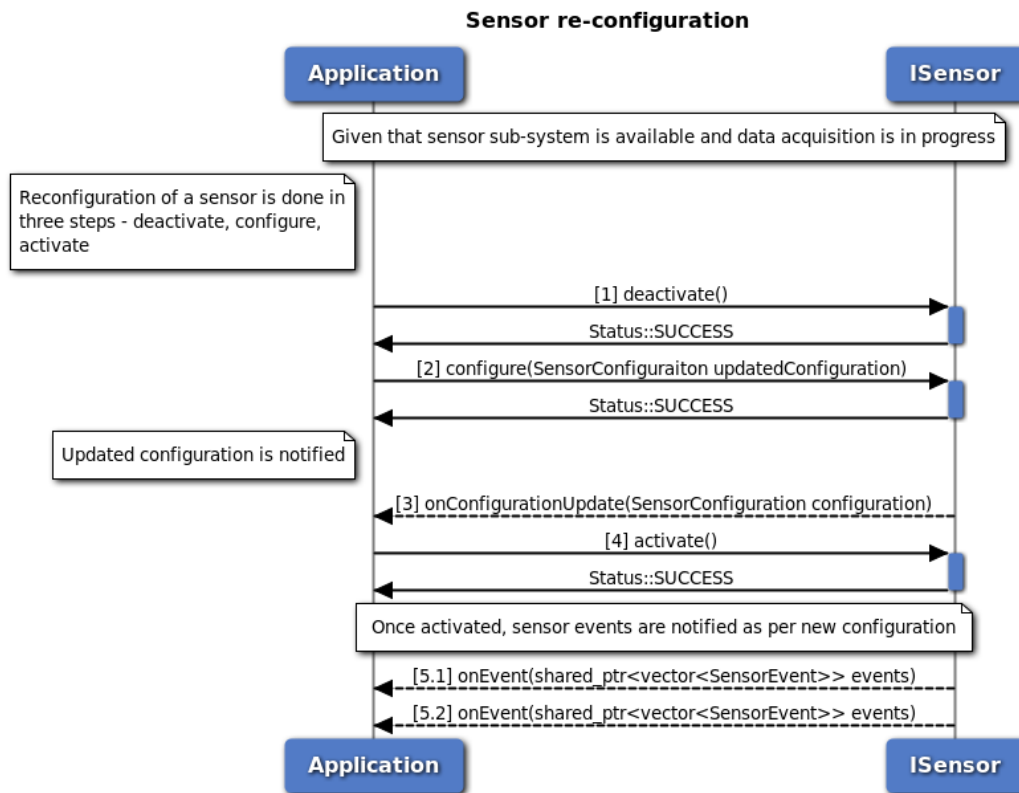 Sensor re-configuration
Application
ISensor
Given that sensor sub-system is available and data acquisition is in progress
Reconfigration of a sensor is done in
three steps - deactivate, configure,
activate
[1] deactivate()
Status::SUCCESS
[2] configure(SensorConfiguraiton updatedConfiguration)
Status::SUCCESS
Updated configuration is notified
[3] onConfigurationUpdate(SensorConfiguration configuration)
[4] activate()
Status::SUCCESS
Once activated, sensor events are notified as per new configuration
[5.1] onEvent(shared_ptr<vector<SensorEvent>> events)
[5.2] onEvent(shared_ptr<vector<SensorEvent>> events)
Application
ISensor